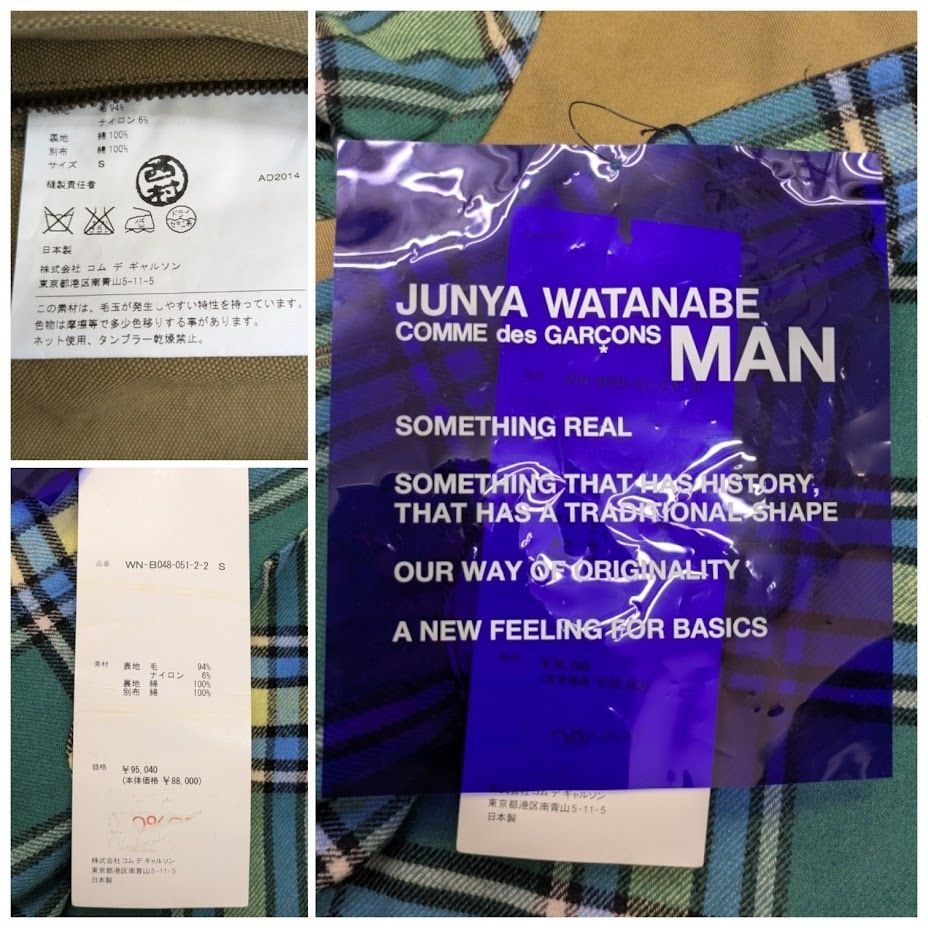 毛 94%
ナイロン 6%
裏地 綿 100%
別布 綿 100%
サイズ S
縫製責任者
西村
AD2014
日本製
株式会社 コム デ ギャルソン
東京都港区南青山5-11-5
この素材は、毛玉が発生しやすい特性を持っています。
色物は摩擦等で多少色移りする事があります。
ネット使用、タンブラー乾燥禁止。
品番 WN-B048-051-2-2 S
素材 表地 毛 94%
ナイロン 6%
裏地 綿 100%
別布 綿 100%
価格 ¥95,040
(本体価格 ¥88,000)
株式会社コム デ ギャルソン
東京都港区南青山5-11-5
日本製
JUNYA WATANABE
COMME des GARÇONS MAN
SOMETHING REAL
SOMETHING THAT HAS HISTORY,
THAT HAS A TRADITIONAL SHAPE
OUR WAY OF ORIGINALITY
A NEW FEELING FOR BASICS
東京都港区南青山5-11-5
日本製